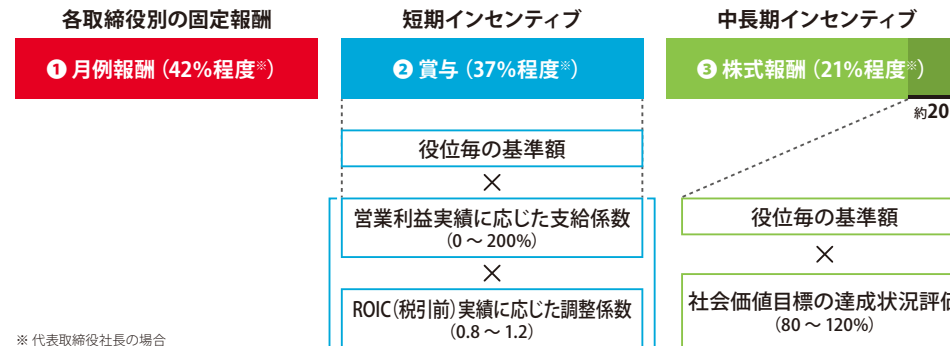 各取締役別の固定報酬
❶ 月例報酬（42%程度※）
短期インセンティブ
❷ 賞与（37%程度※）
役位毎の基準額
×
営業利益実績に応じた支給係数
（0 ～ 200%）
×
ROIC（税引前）実績に応じた調整係数
（0.8 ～ 1.2）
中長期インセンティブ
❸ 株式報酬（21%程度※）
約20
役位毎の基準額
×
社会価値目標の達成状況評価
（80 ～ 120%）
※ 代表取締役社長の場合